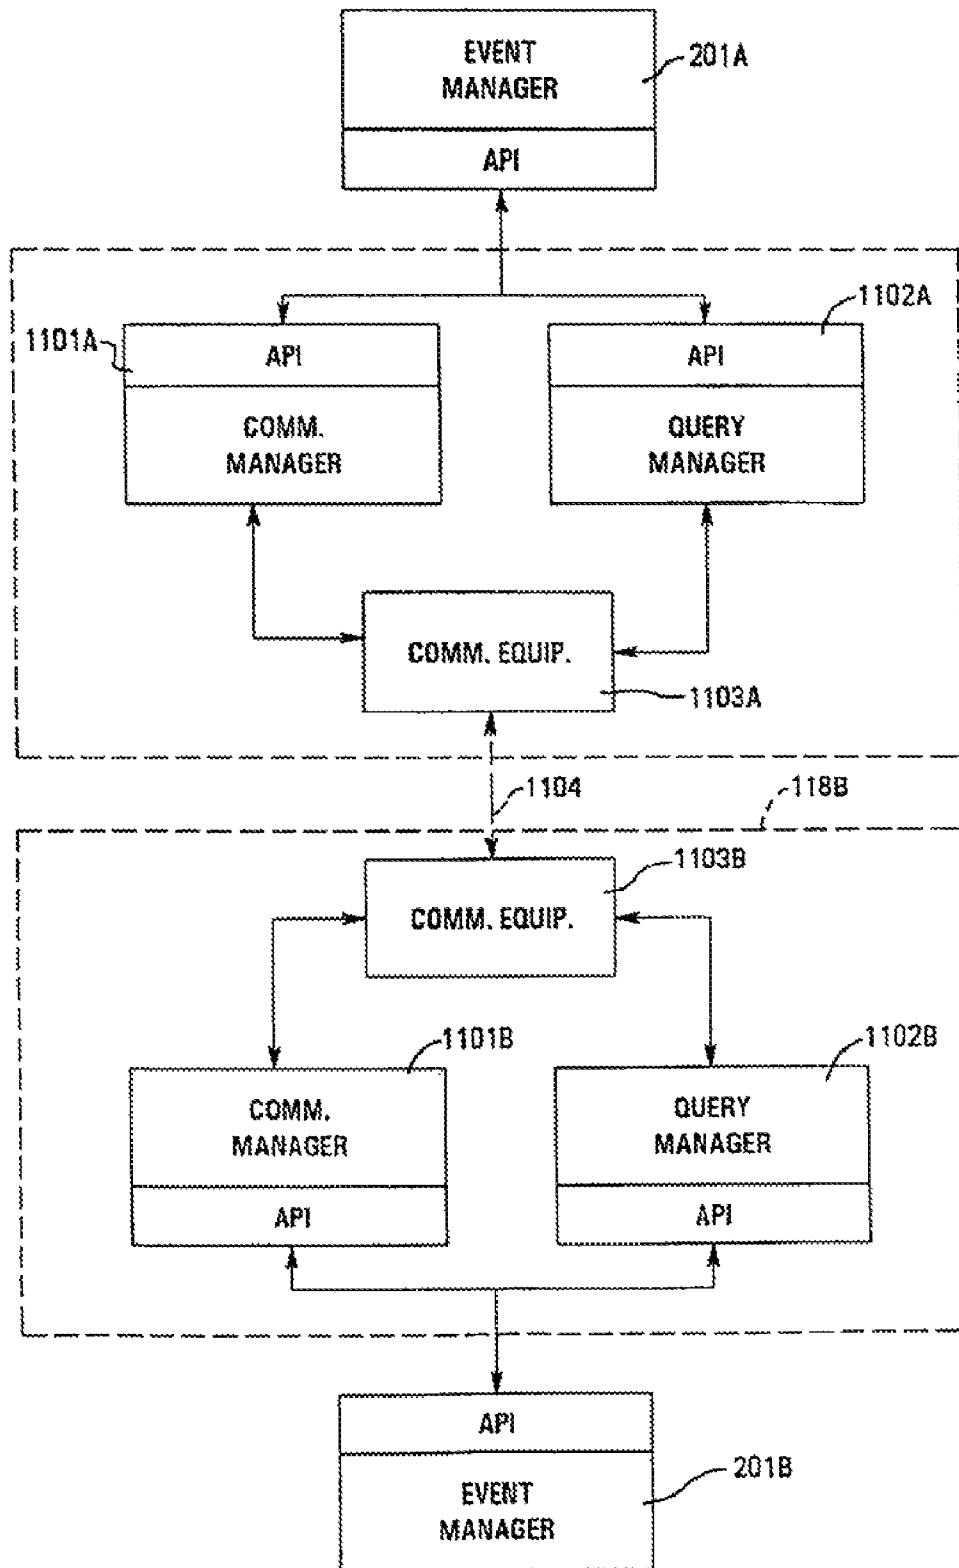 EVENT
MANAGER
201A
API
1102A
1101A
API
API
COMM.
MANAGER
QUERY
MANAGER
COMM. EQUIP.
1103A
1104
118B
1103B
COMM. EQUIP.
1101B
1102B
COMM.
MANAGER
QUERY
MANAGER
API
API
API
201B
EVENT
MANAGER